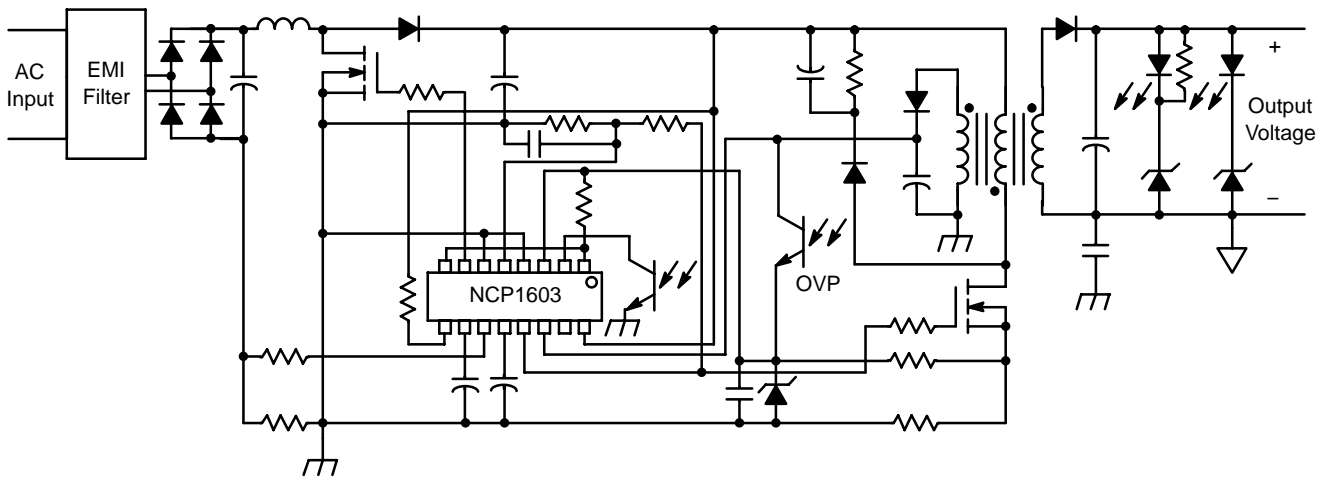 AC
Input
EMI
Filter
NCP1603
OVP
+
Output
Voltage
–